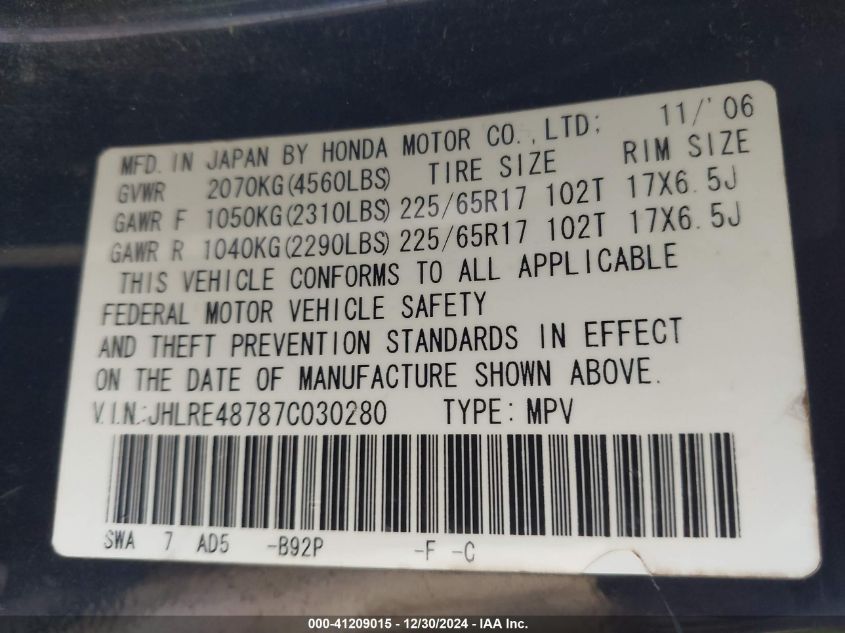 MFD. IN JAPAN BY HONDA MOTOR CO., LTD; 11/'06
GVWR 2070KG(4560LBS) TIRE SIZE RIM SIZE
GAWR F 1050KG(2310LBS) 225/65R17 102T 17X6.5J
GAWR R 1040KG(2290LBS) 225/65R17 102T 17X6.5J
THIS VEHICLE CONFORMS TO ALL APPLICABLE
FEDERAL MOTOR VEHICLE SAFETY
AND THEFT PREVENTION STANDARDS IN EFFECT
ON THE DATE OF MANUFACTURE SHOWN ABOVE.
V.I.N.:JHLRE48787C030280 TYPE: MPV
SWA 7 AD5 -B92P -F -C
000-41209015 - 12/30/2024 - IAA Inc.